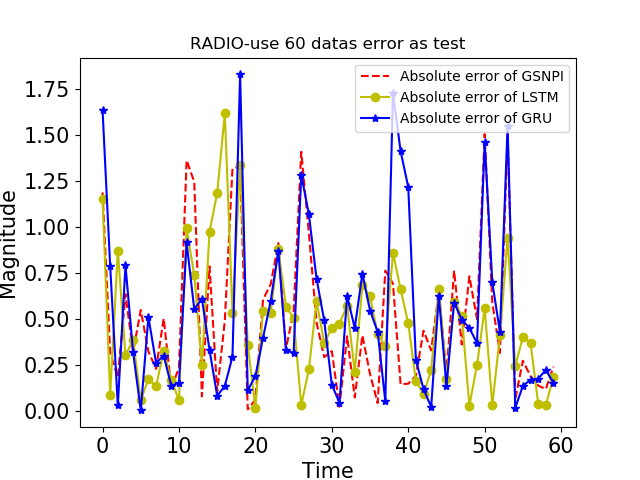 RADIO-use 60 datas error as test
Absolute error of GSNPI
Absolute error of LSTM
Absolute error of GRU
Magnitude
1.75
1.50
1.25
1.00
0.75
0.50
0.25
0.00
0 10 20 30 40 50 60
Time